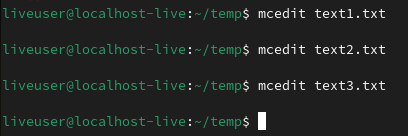 liveuser@localhost-live:~/temp$ mcedit text1.txt
liveuser@localhost-live:~/temp$ mcedit text2.txt
liveuser@localhost-live:~/temp$ mcedit text3.txt
liveuser@localhost-live:~/temp$